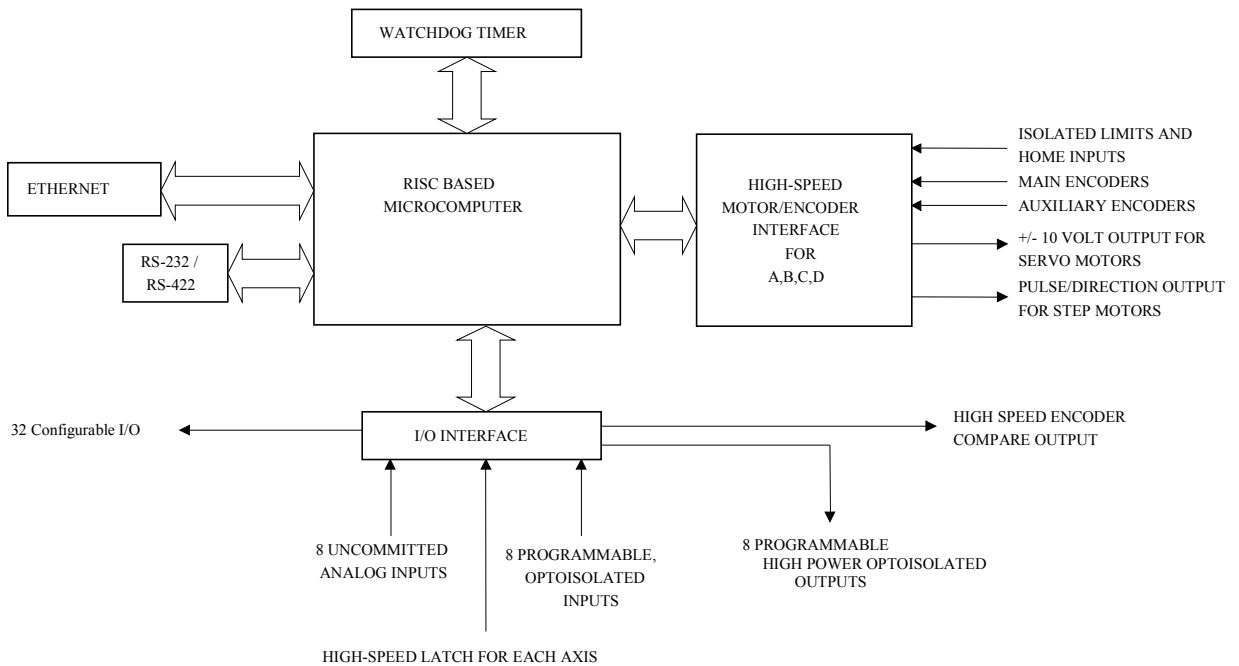 WATCHDOG TIMER
ETHERNET
RISC BASED
MICROCOMPUTER
HIGH-SPEED
MOTOR/ENCODER
INTERFACE
FOR
A,B,C,D
ISOLATED LIMITS AND
HOME INPUTS
MAIN ENCODERS
AUXILIARY ENCODERS
+/- 10 VOLT OUTPUT FOR
SERVO MOTORS
PULSE/DIRECTION OUTPUT
FOR STEP MOTORS
RS-232 /
RS-422
32 Configurable I/O
I/O INTERFACE
HIGH SPEED ENCODER
COMPARE OUTPUT
8 UNCOMMITTED
ANALOG INPUTS
8 PROGRAMMABLE,
OPTOISOLATED
INPUTS
8 PROGRAMMABLE
HIGH POWER OPTOISOLATED
OUTPUTS
HIGH-SPEED LATCH FOR EACH AXIS